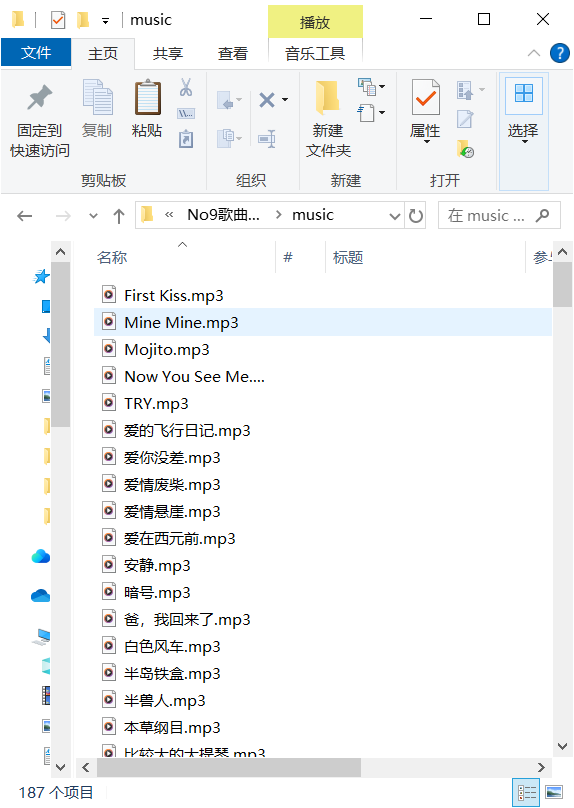 music
播放
文件 主页 共享 查看 音乐工具
?
固定到
快速访问
复制
粘贴
W...
新建
文件夹
属性
选择
剪贴板 组织 新建 打开
« No9歌曲... > music
在 music ...
名称 # 标题
First Kiss.mp3
Mine Mine.mp3
Mojito.mp3
Now You See Me....
TRY.mp3
爱的飞行日记.mp3
爱你没差.mp3
爱情废柴.mp3
爱情悬崖.mp3
爱在西元前.mp3
安静.mp3
暗号.mp3
爸，我回来了.mp3
白色风车.mp3
半岛铁盒.mp3
半兽人.mp3
本草纲目.mp3
比较大的大提琴.mp3
187 个项目